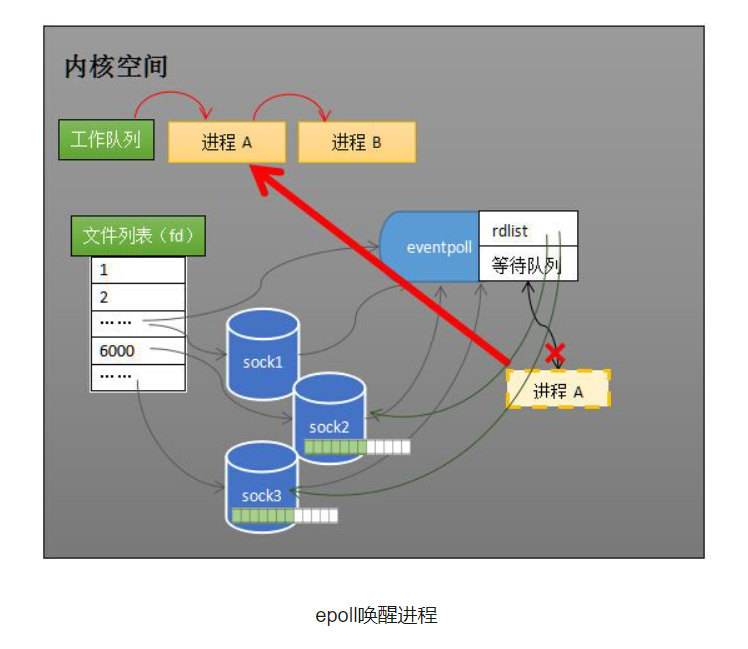 内核空间
工作队列
进程 A
进程 B
文件列表（fd）
1
2
……
6000
……
eventpoll
rdlist
等待队列
sock1
sock2
sock3
进程 A
epoll唤醒进程